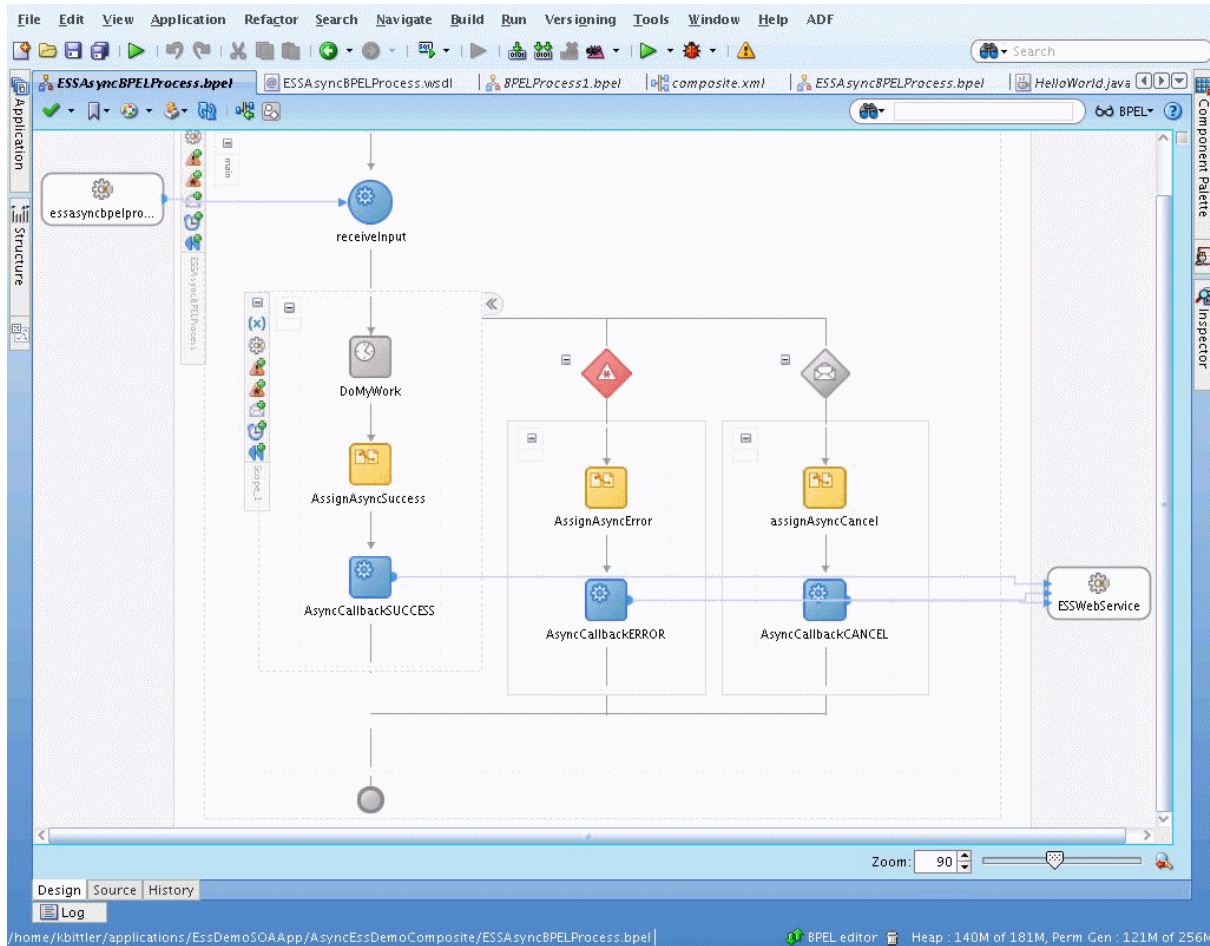 File Edit View Application Refactor Search Navigate Build Run Versioning Tools Window Help ADF
Search
ESSAsyncBPELProcess.bpel ESSAsyncBPELProcess.wsdl BPELProcess1.bpel composite.xml ESSAsyncBPELProcess.bpel HelloWorld.java
BPEL
Application
Structure
Component Palette
Inspector
main
essasyncbpelpro...
receiveInput
ESSAsyncBPELProcess
(x)
DoMyWork
Scope_1
AssignAsyncSuccess
AssignAsyncError
assignAsyncCancel
AsyncCallbackSUCCESS
AsyncCallbackERROR
AsyncCallbackCANCEL
ESSWebService
Zoom: 90
Design Source History
Log
/home/kbittler/applications/EssDemoSOAApp/AsyncEssDemoComposite/ESSAsyncBPELProcess.bpel BPEL editor Heap : 140M of 181M, Perm Gen : 121M of 256M